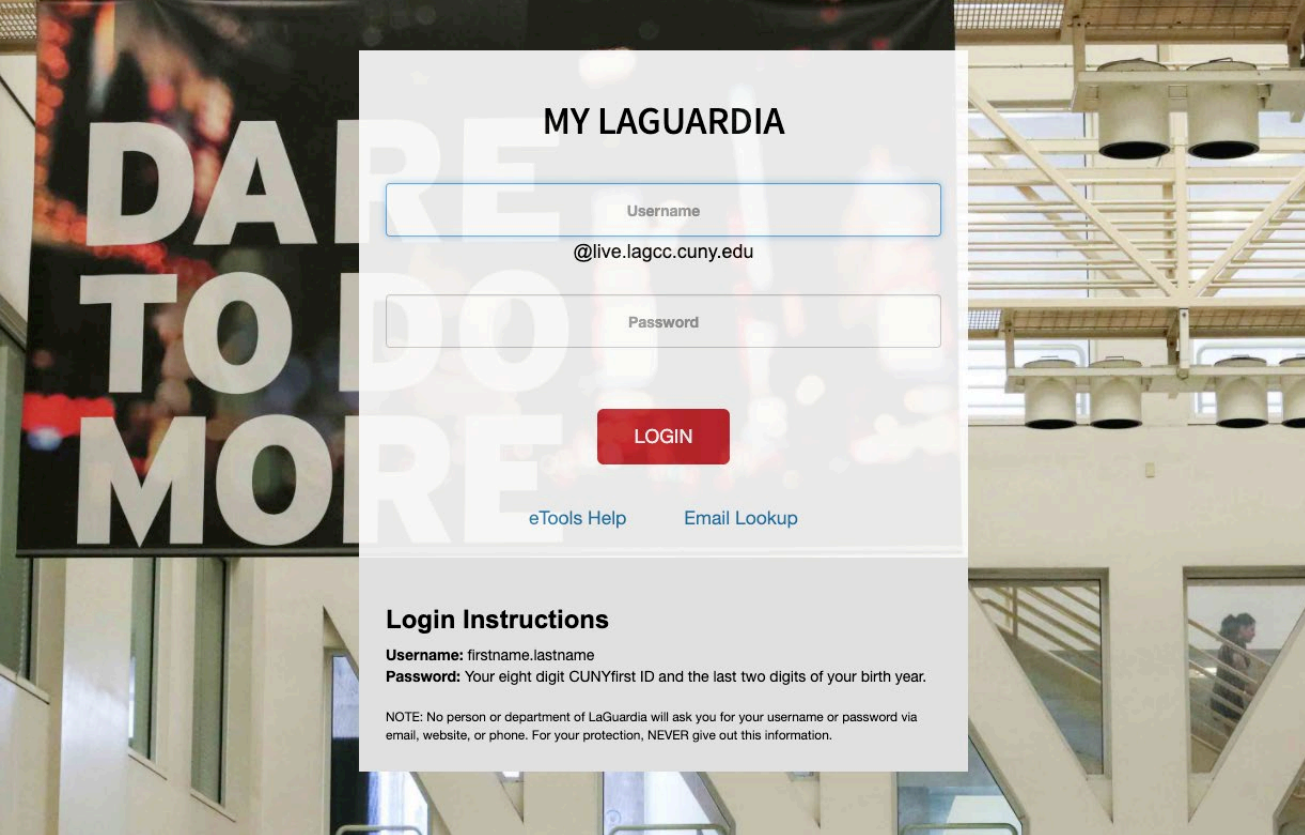 DARE
TO DO
MORE
MY LAGUARDIA
Username
@live.lagcc.cuny.edu
Password
LOGIN
eTools Help Email Lookup
Login Instructions
Username: firstname.lastname
Password: Your eight digit CUNYfirst ID and the last two digits of your birth year.
NOTE: No person or department of LaGuardia will ask you for your username or password via
email, website, or phone. For your protection, NEVER give out this information.